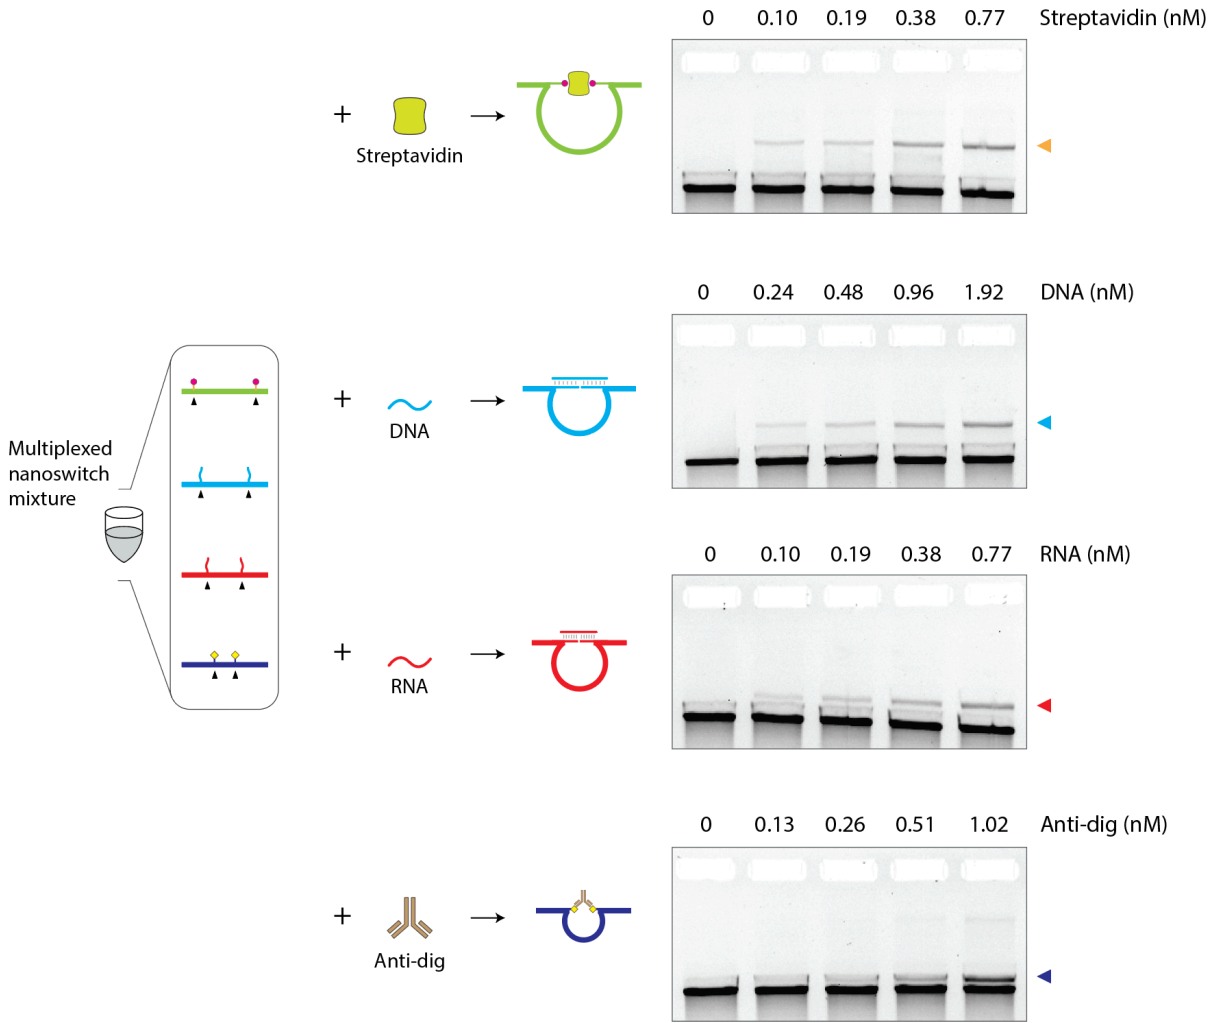 0 0.10 0.19 0.38 0.77 Streptavidin (nM)
+
Streptavidin
0 0.24 0.48 0.96 1.92 DNA (nM)
+
DNA
Multiplexed
nanoswitch
mixture
0 0.10 0.19 0.38 0.77 RNA (nM)
+
RNA
0 0.13 0.26 0.51 1.02 Anti-dig (nM)
+
Anti-dig